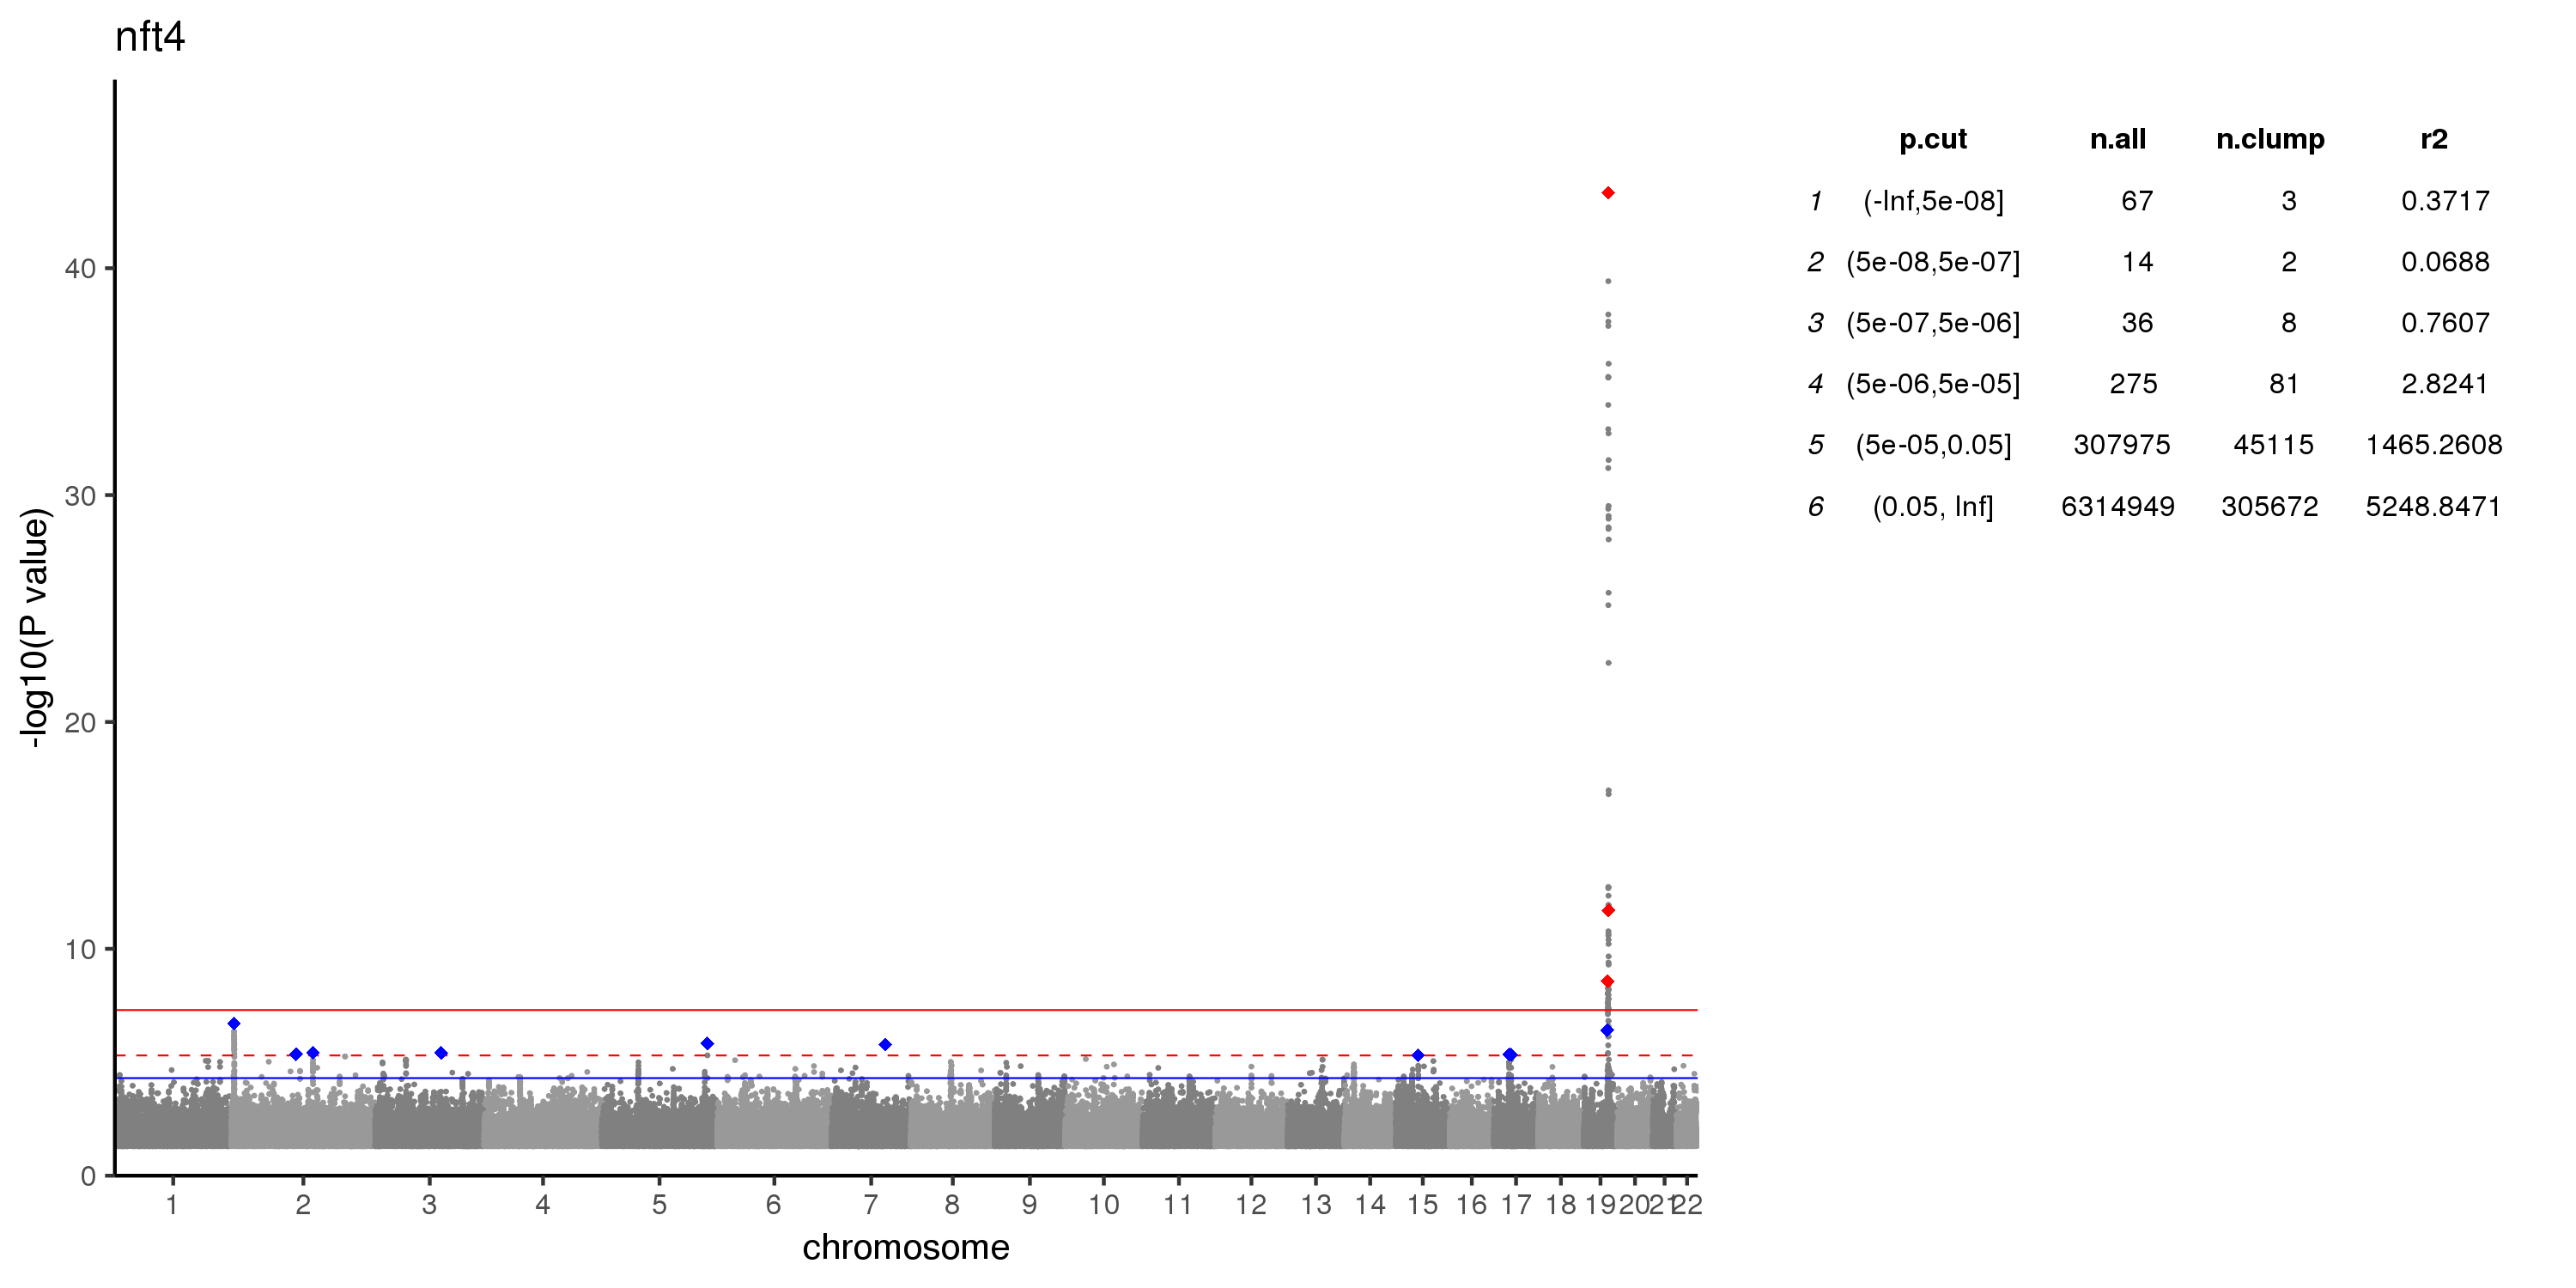 nft4
-log10(P value)
40
30
20
10
0
1 2 3 4 5 6 7 8 9 10 11 12 13 14 15 16 17 18 19 20 21 22
chromosome
p.cut n.all n.clump r2
1 (-Inf,5e-08] 67 3 0.3717
2 (5e-08,5e-07] 14 2 0.0688
3 (5e-07,5e-06] 36 8 0.7607
4 (5e-06,5e-05] 275 81 2.8241
5 (5e-05,0.05] 307975 45115 1465.2608
6 (0.05, Inf] 6314949 305672 5248.8471